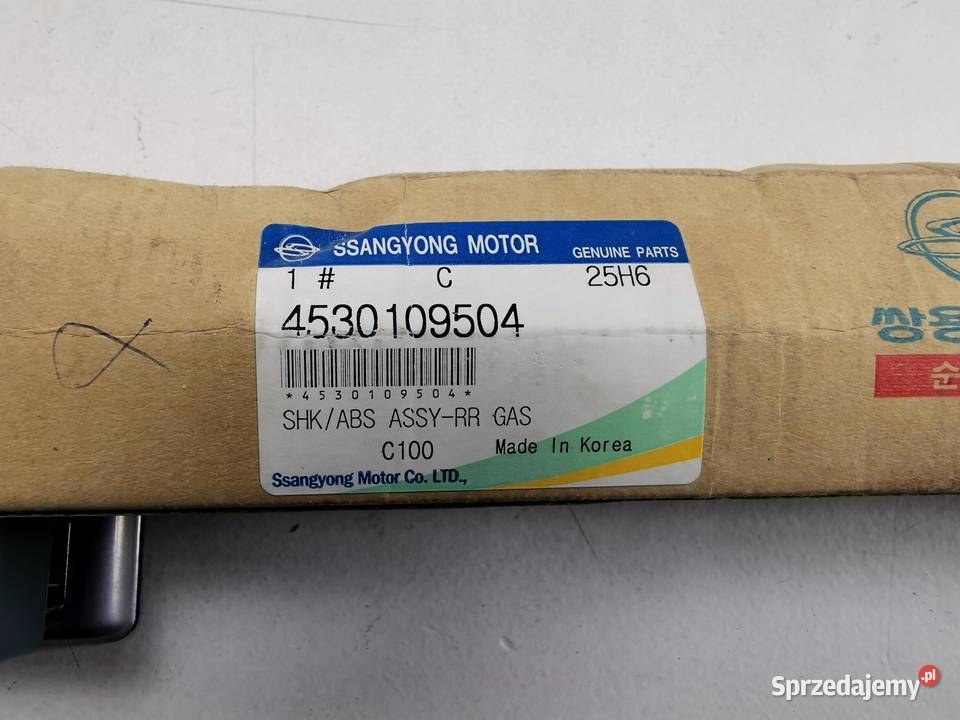 SSANGYONG MOTOR GENUINE PARTS
1 # C 25H6
4530109504
*4530109504*
SHK/ABS ASSY-RR GAS
C100 Made In Korea
Ssangyong Motor Co. LTD.,
쌍용
순
Sprzedajemy.pl